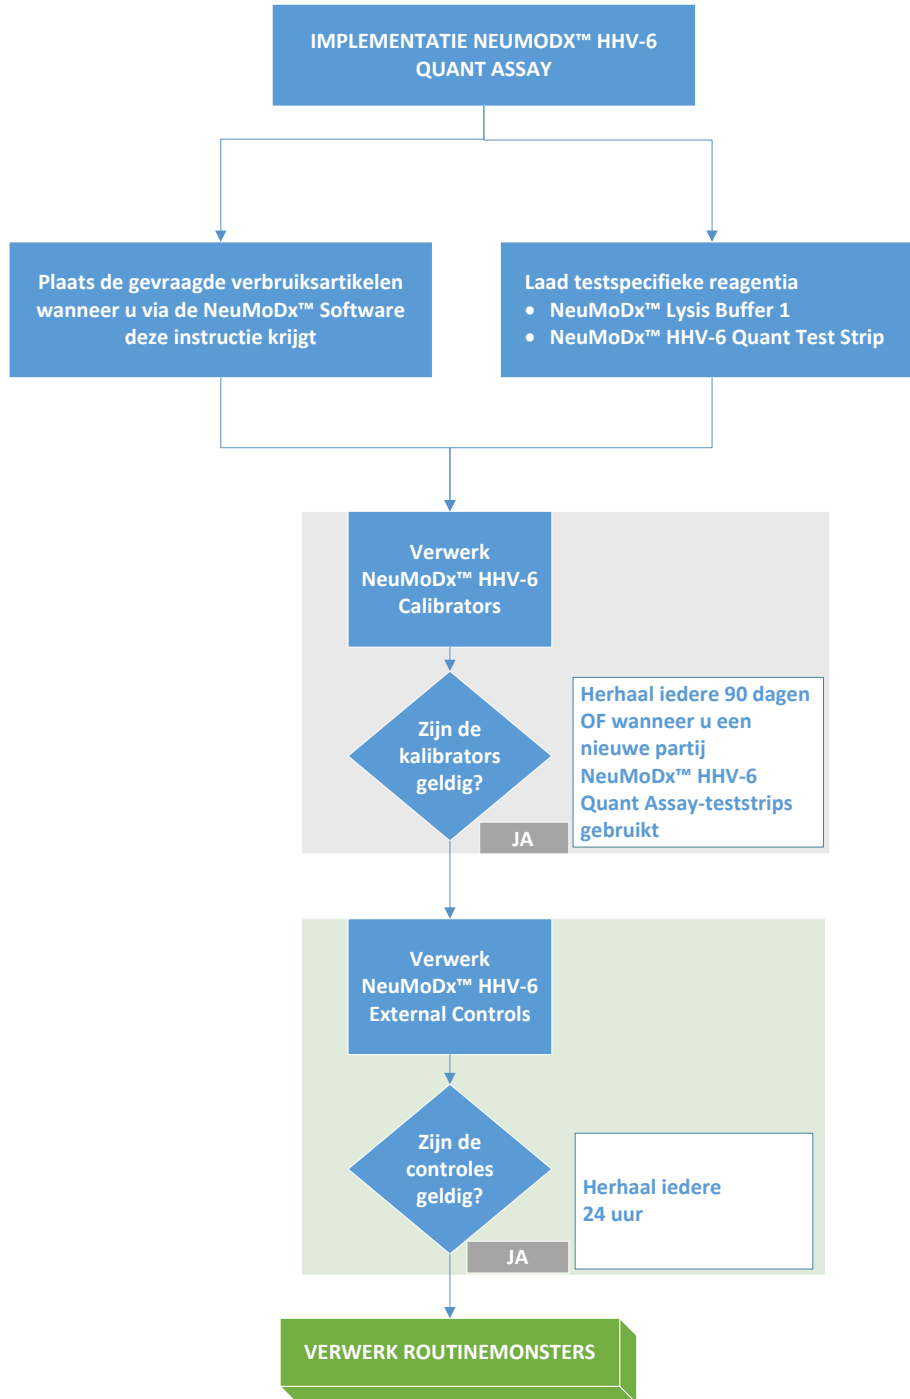 IMPLEMENTATIE NEUMODX™ HHV-6
QUANT ASSAY
Plaats de gevraagde verbruiksartikelen
wanneer u via de NeuMoDx™ Software
deze instructie krijgt
Laad testspecifieke reagentia
• NeuMoDx™ Lysis Buffer 1
• NeuMoDx™ HHV-6 Quant Test Strip
Verwerk
NeuMoDx™ HHV-6
Calibrators
Zijn de
kalibrators
geldig?
Herhaal iedere 90 dagen
OF wanneer u een
nieuwe partij
NeuMoDx™ HHV-6
Quant Assay-teststrips
gebruikt
JA
Verwerk
NeuMoDx™ HHV-6
External Controls
Zijn de
controles
geldig?
Herhaal iedere
24 uur
JA
VERWERK ROUTINEMONSTERS